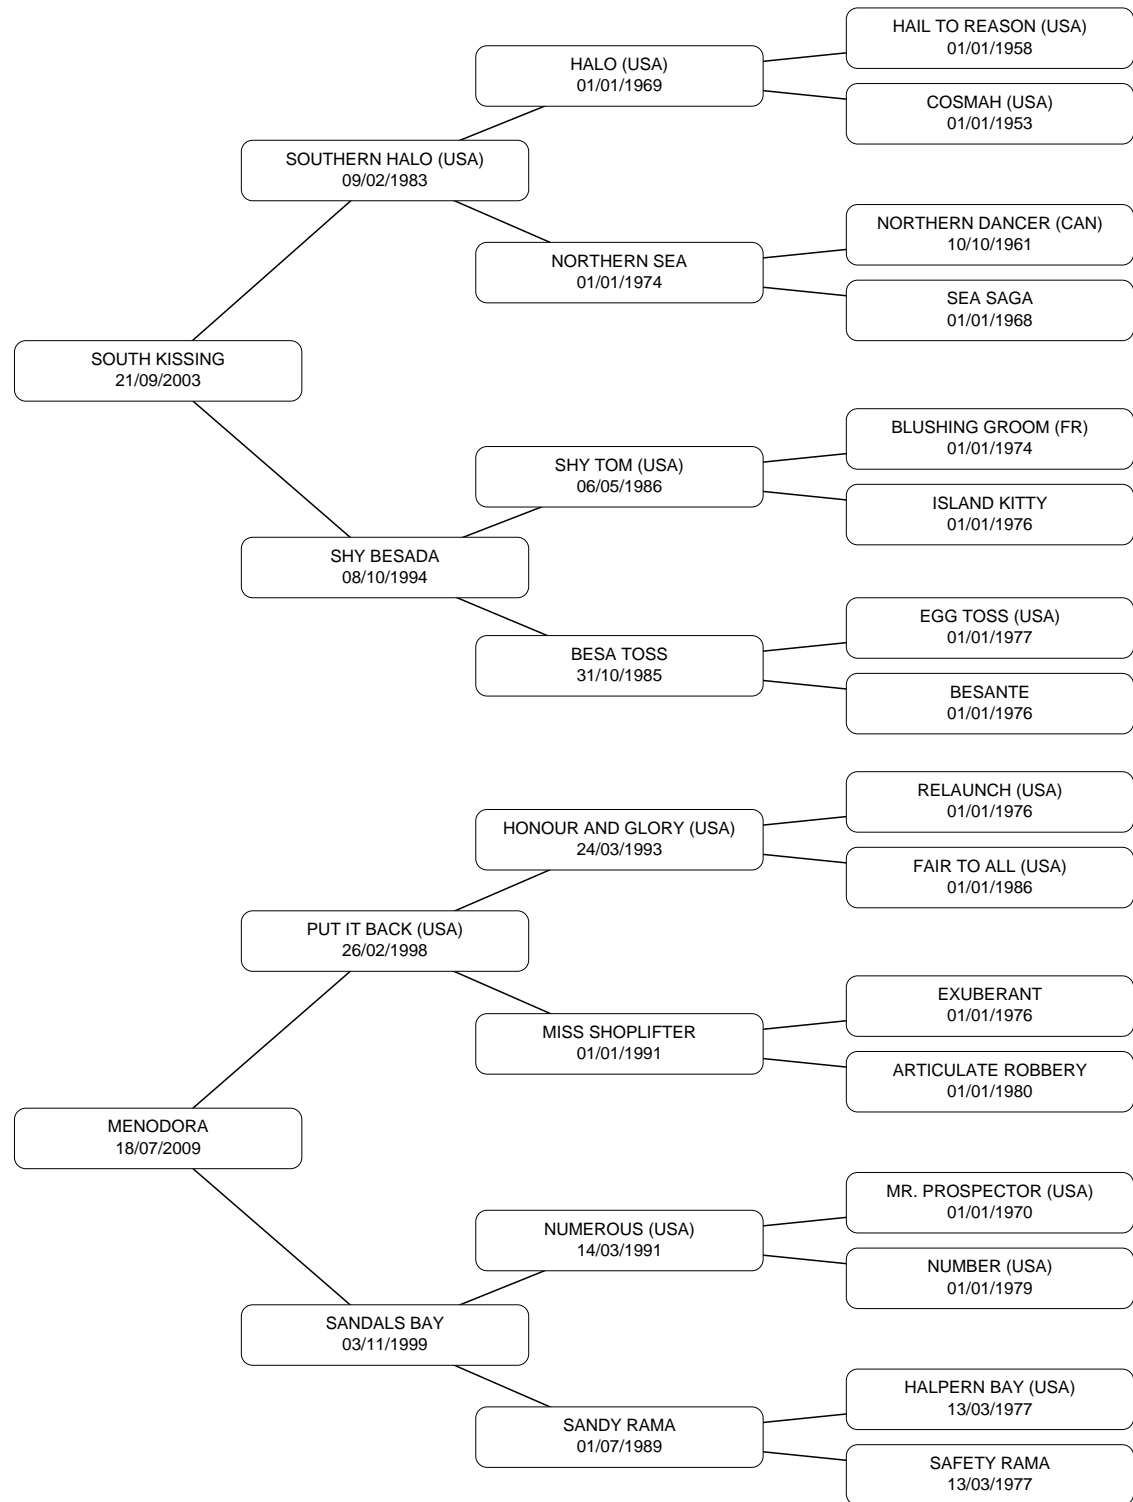 HAIL TO REASON (USA)
01/01/1958
HALO (USA)
01/01/1969
COSMAH (USA)
01/01/1953
SOUTHERN HALO (USA)
09/02/1983
NORTHERN DANCER (CAN)
10/10/1961
NORTHERN SEA
01/01/1974
SEA SAGA
01/01/1968
SOUTH KISSING
21/09/2003
BLUSHING GROOM (FR)
01/01/1974
SHY TOM (USA)
06/05/1986
ISLAND KITTY
01/01/1976
SHY BESADA
08/10/1994
EGG TOSS (USA)
01/01/1977
BESA TOSS
31/10/1985
BESANTE
01/01/1976
RELAUNCH (USA)
01/01/1976
HONOUR AND GLORY (USA)
24/03/1993
FAIR TO ALL (USA)
01/01/1986
PUT IT BACK (USA)
26/02/1998
EXUBERANT
01/01/1976
MISS SHOPLIFTER
01/01/1991
ARTICULATE ROBBERY
01/01/1980
MENODORA
18/07/2009
MR. PROSPECTOR (USA)
01/01/1970
NUMEROUS (USA)
14/03/1991
NUMBER (USA)
01/01/1979
SANDALS BAY
03/11/1999
HALPERN BAY (USA)
13/03/1977
SANDY RAMA
01/07/1989
SAFETY RAMA
13/03/1977